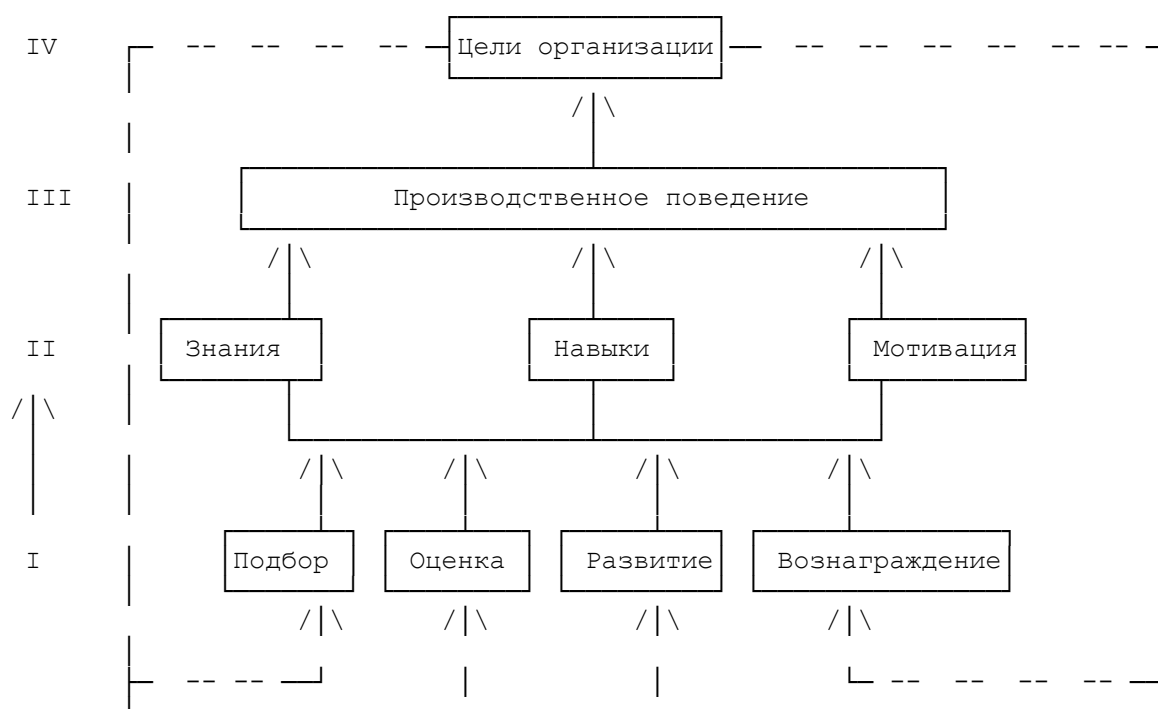 IV Цели организации
III Производственное поведение
II Знания Навыки Мотивация
I Подбор Оценка Развитие Вознаграждение